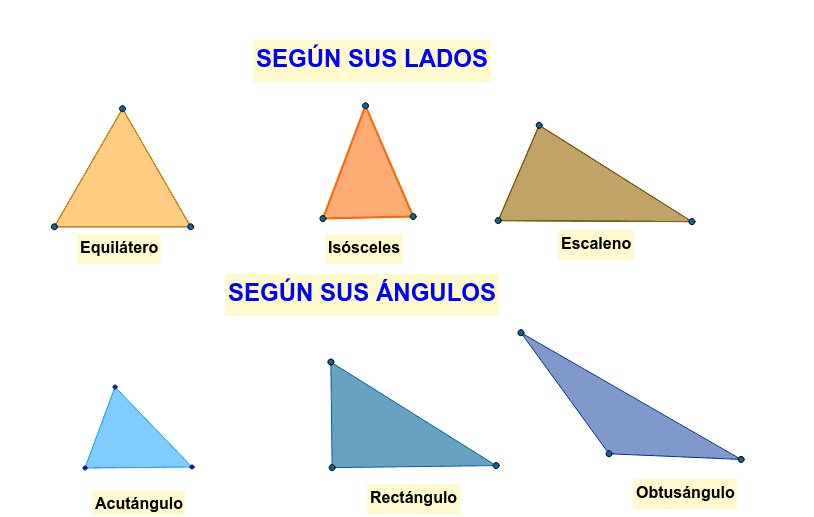 SEGÚN SUS LADOS
Equilátero
Isósceles
Escaleno
SEGÚN SUS ÁNGULOS
Acutángulo
Rectángulo
Obtusángulo